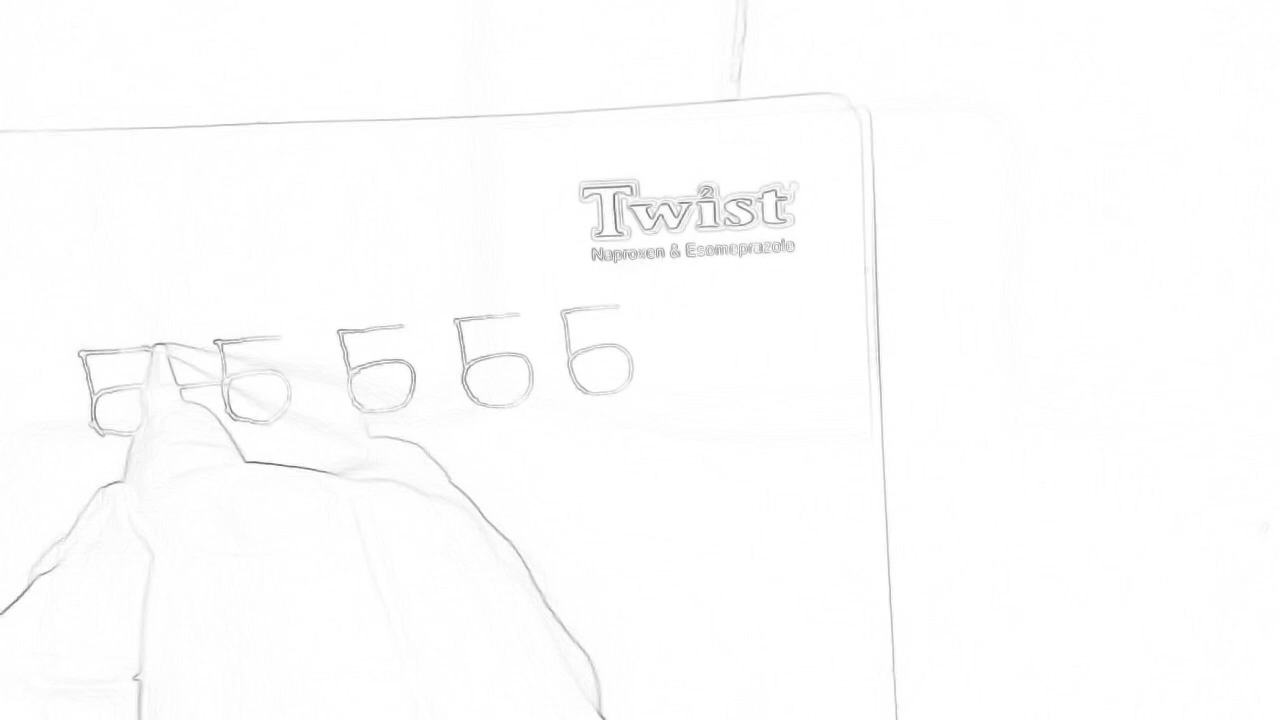 Twist
Naproxen & Esomeprazole
চ চ চ চ চ